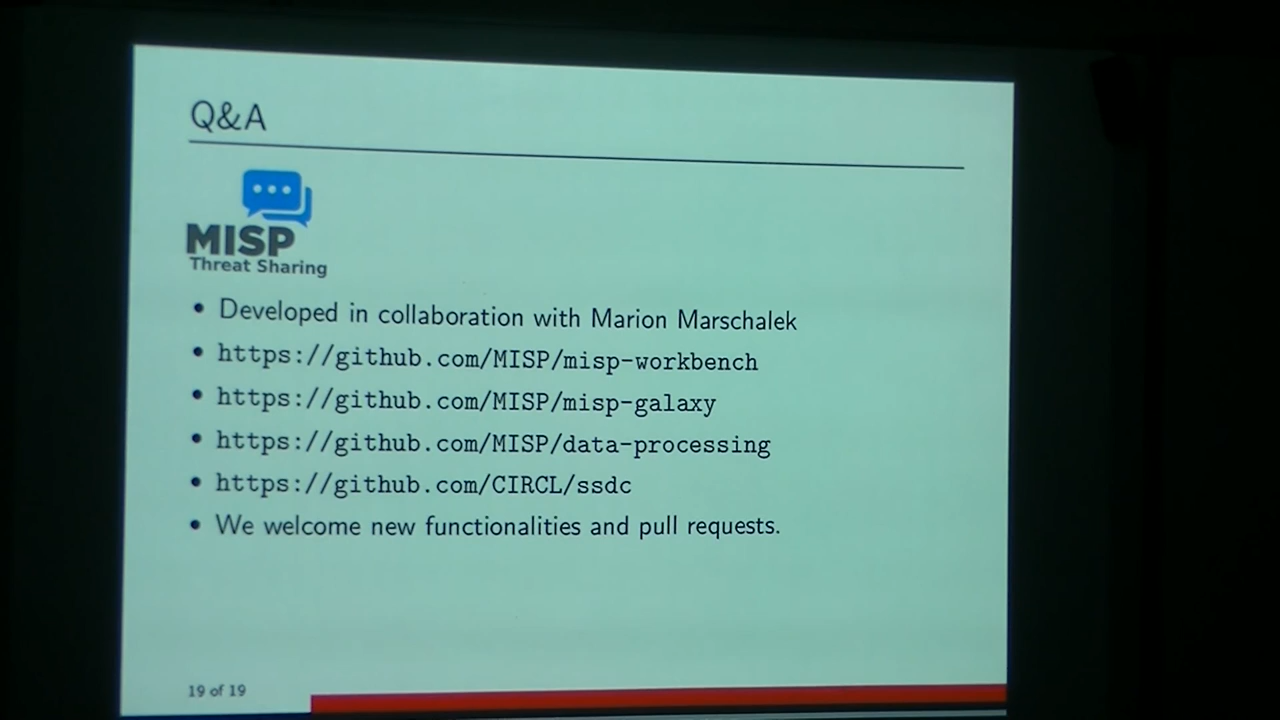 Q&A
MISP
Threat Sharing
• Developed in collaboration with Marion Marschalek
• https://github.com/MISP/misp-workbench
• https://github.com/MISP/misp-galaxy
• https://github.com/MISP/data-processing
• https://github.com/CIRCL/ssdc
• We welcome new functionalities and pull requests.
19 of 19